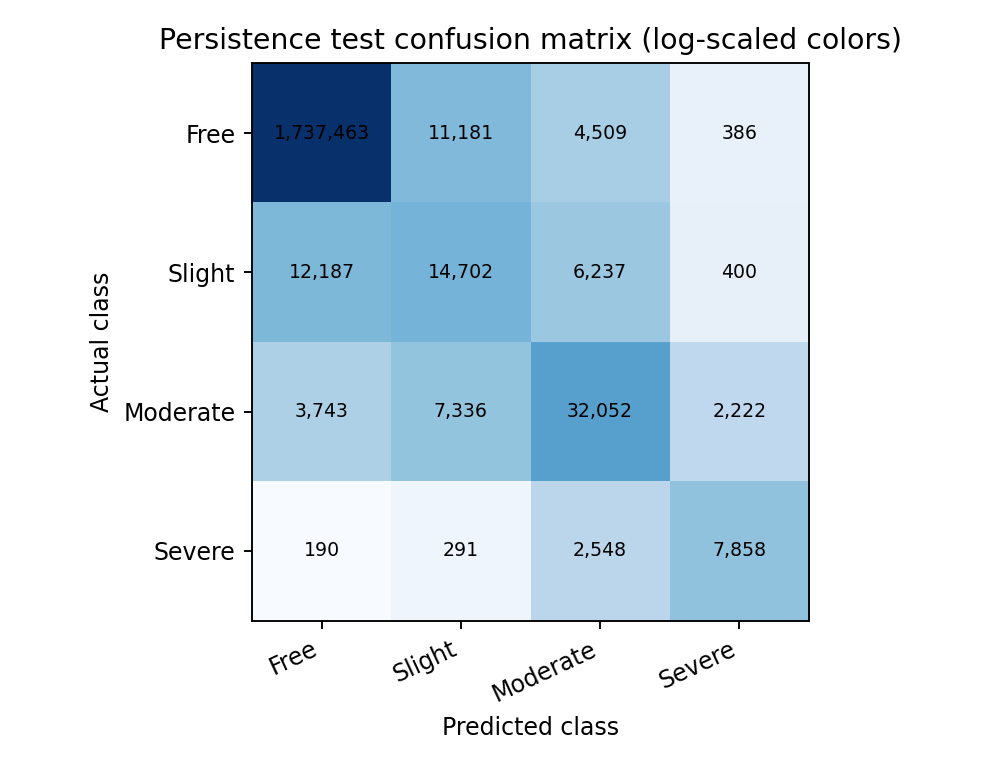 Persistence test confusion matrix (log-scaled colors)
Free 1,737,463 11,181 4,509 386
Slight 12,187 14,702 6,237 400
Actual class
Moderate 3,743 7,336 32,052 2,222
Severe 190 291 2,548 7,858
Free Slight Moderate Severe
Predicted class